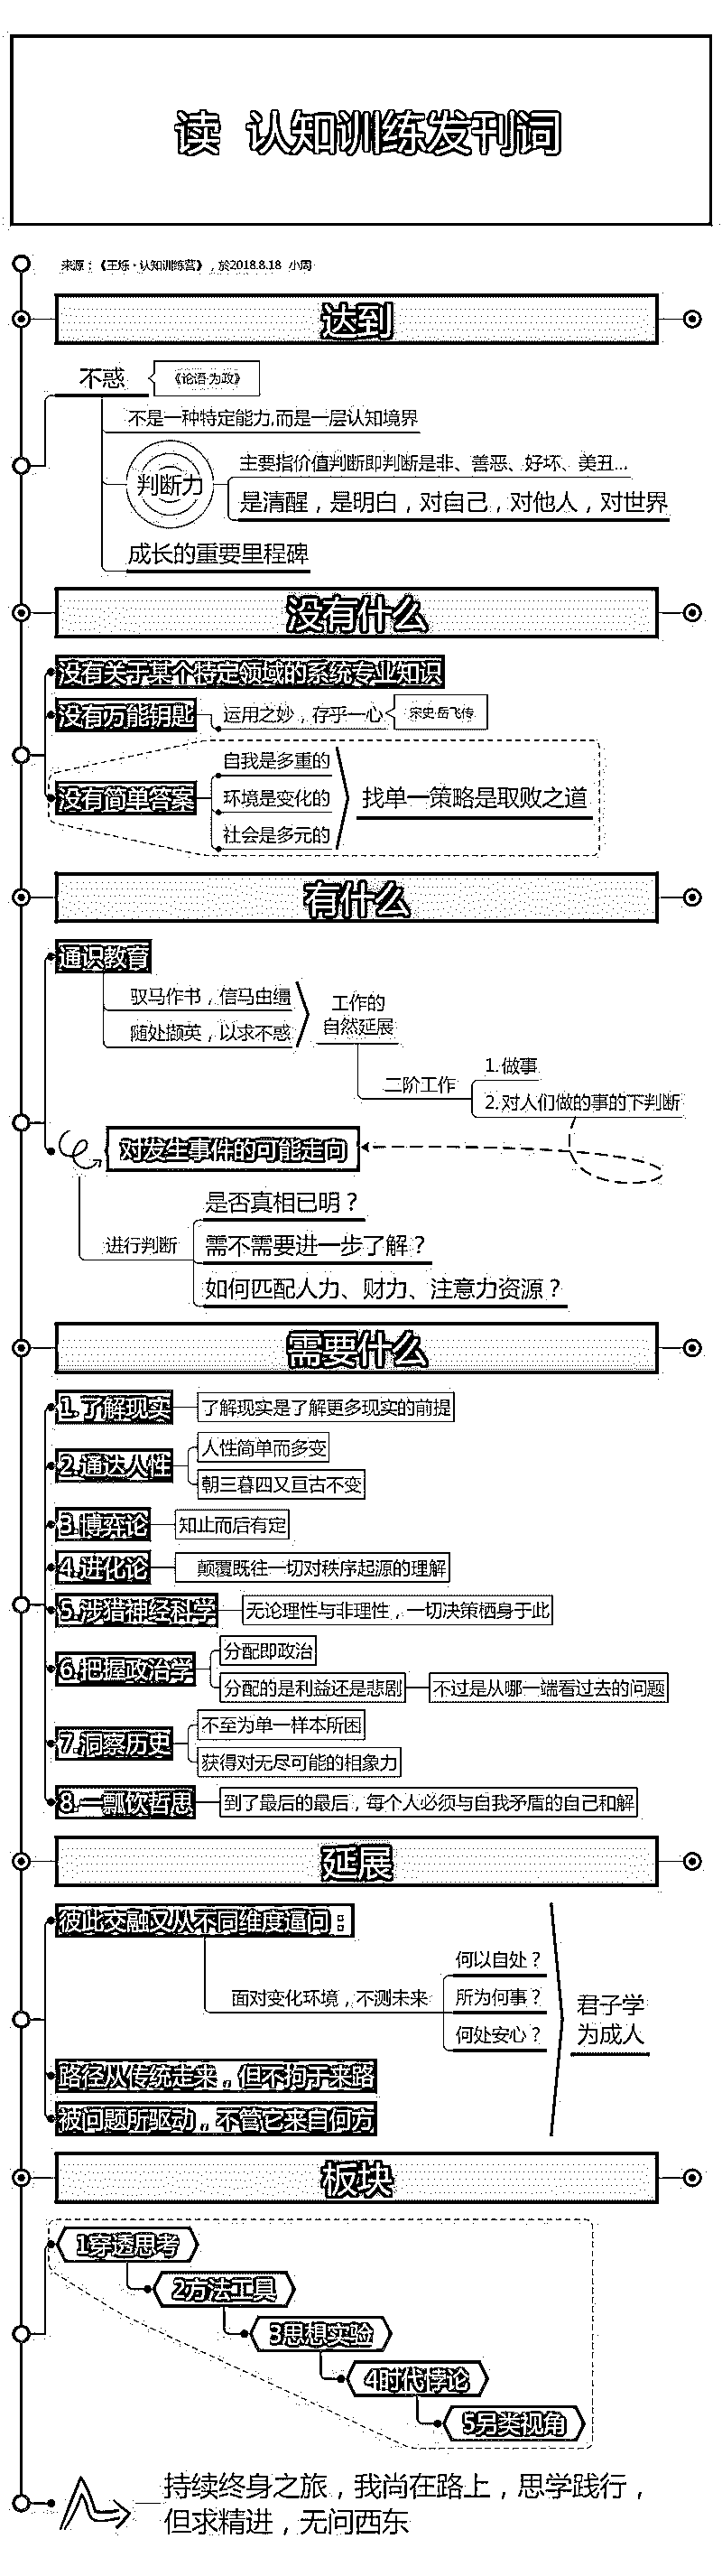 读 认知训练发刊词
来源：《王烁·认知训练营》，於2018.8.18 小周
达到
不惑
《论语·为政》
不是一种特定能力,而是一层认知境界
判断力
主要指价值判断即判断是非、善恶、好坏、美丑...
是清醒，是明白，对自己，对他人，对世界
成长的重要里程碑
没有什么
没有关于某个特定领域的系统专业知识
没有万能钥匙
运用之妙，存乎一心
宋史·岳飞传
没有简单答案
自我是多重的
环境是变化的
社会是多元的
找单一策略是取败之道
有什么
通识教育
驭马作书，信马由缰
随处撷英，以求不惑
工作的
自然延展
二阶工作
1.做事
2.对人们做的事的下判断
对发生事件的可能走向
进行判断
是否真相已明？
需不需要进一步了解？
如何匹配人力、财力、注意力资源？
需要什么
1.了解现实
了解现实是了解更多现实的前提
2.通达人性
人性简单而多变
朝三暮四又亘古不变
3.博弈论
知止而后有定
4.进化论
颠覆既往一切对秩序起源的理解
5.涉猎神经科学
无论理性与非理性，一切决策栖身于此
6.把握政治学
分配即政治
分配的是利益还是悲剧
不过是从哪一端看过去的问题
7.洞察历史
不至为单一样本所困
获得对无尽可能的相象力
8.一瓢饮哲思
到了最后的最后，每个人必须与自我矛盾的自己和解
延展
彼此交融又从不同维度逼问：
面对变化环境，不测未来
何以自处？
所为何事？
何处安心？
君子学
为成人
路径从传统走来，但不拘于来路
被问题所驱动，不管它来自何方
板块
1穿透思考
2方法工具
3思想实验
4时代悖论
5另类视角
持续终身之旅，我尚在路上，思学践行，
但求精进，无问西东